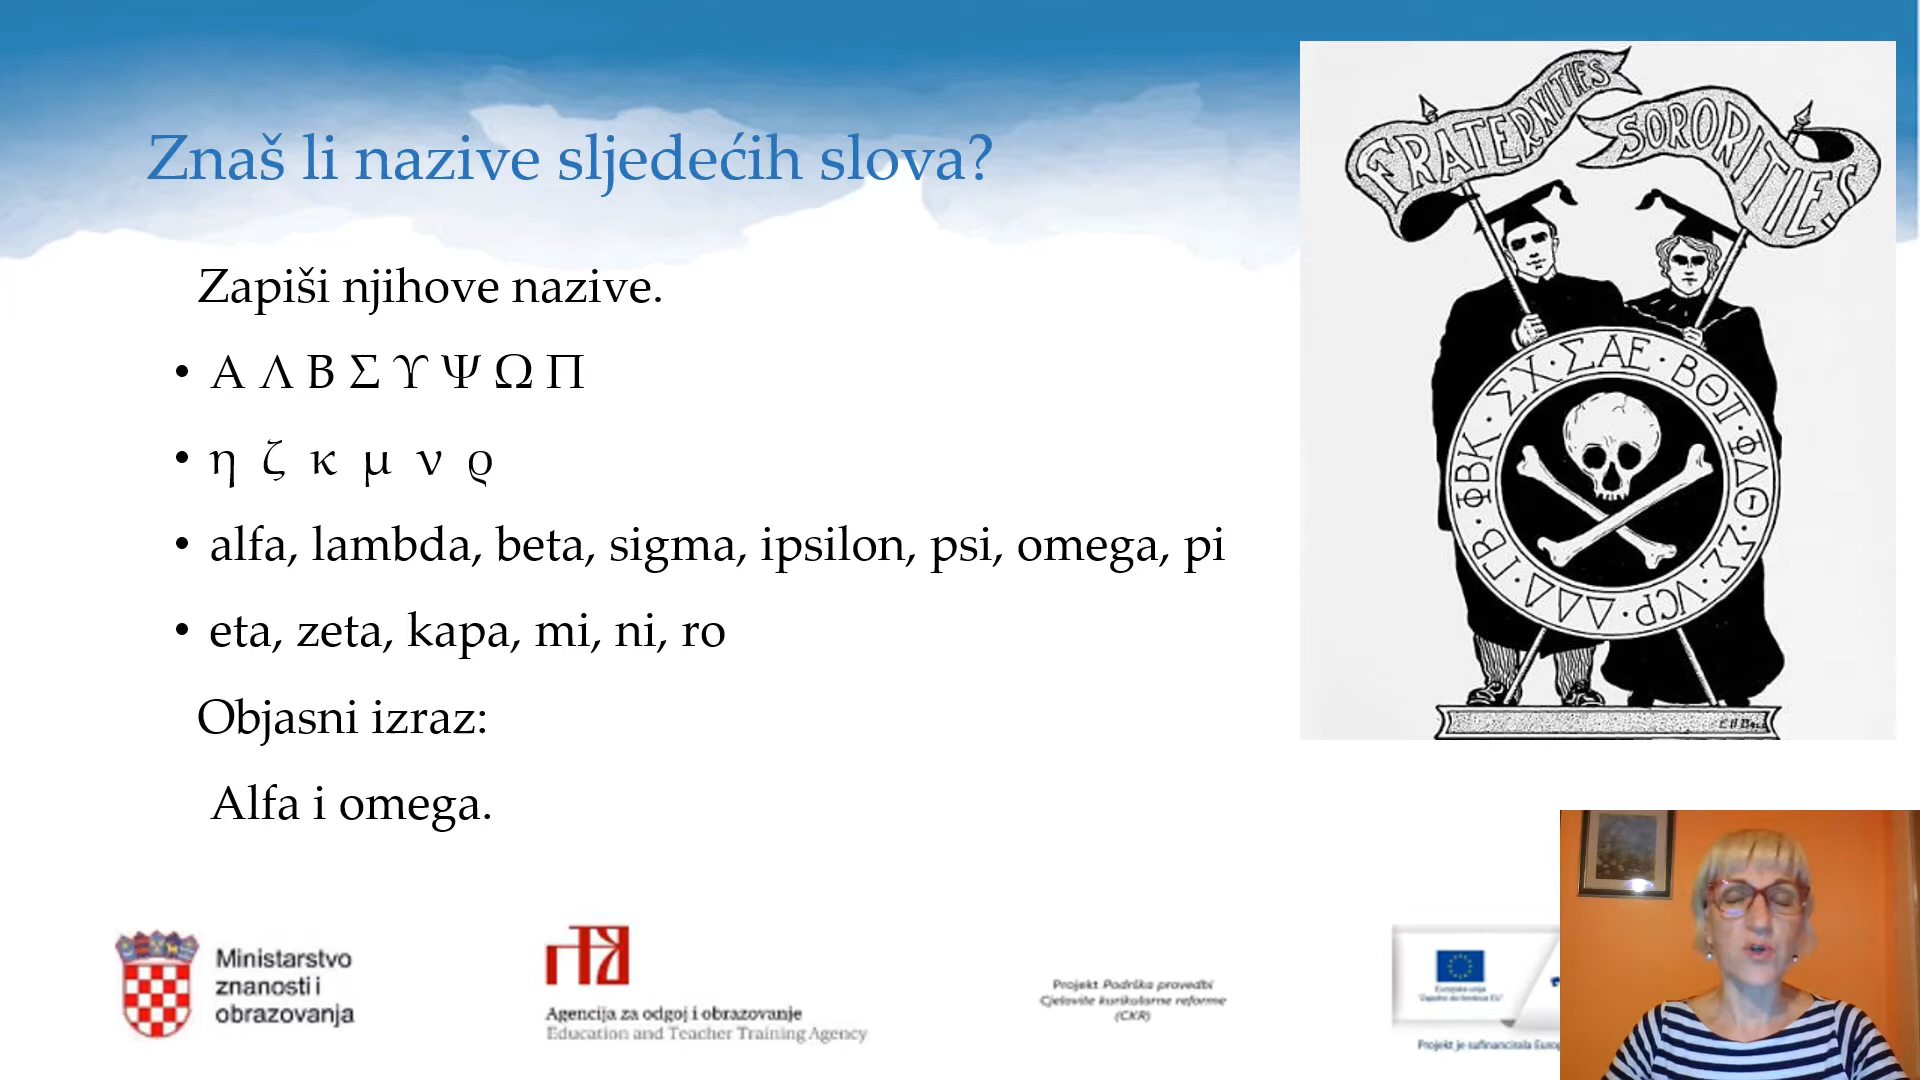 Znaš li nazive sljedećih slova?
Zapiši njihove nazive.
• Α Λ Β Σ ϒ Ψ Ω Π
• η ζ κ μ ν ρ
• alfa, lambda, beta, sigma, ipsilon, psi, omega, pi
• eta, zeta, kapa, mi, ni, ro
Objasni izraz:
Alfa i omega.
FRATERNITIES
SORORITIES
ΦΒΚ · ΣΧ · ΣΑΕ · ΒΘΠ · ΦΔΘ · ΣΞ
ΔΔΔ · ΓΒ
Ministarstvo
znanosti i
obrazovanja
Agencija za odgoj i obrazovanje
Education and Teacher Training Agency
Projekt Podrška provedbi
Cjelovite kurikularne reforme
(CKR)
Europska unija
"Zajedno do fondova EU"
Projekt je sufinancirala